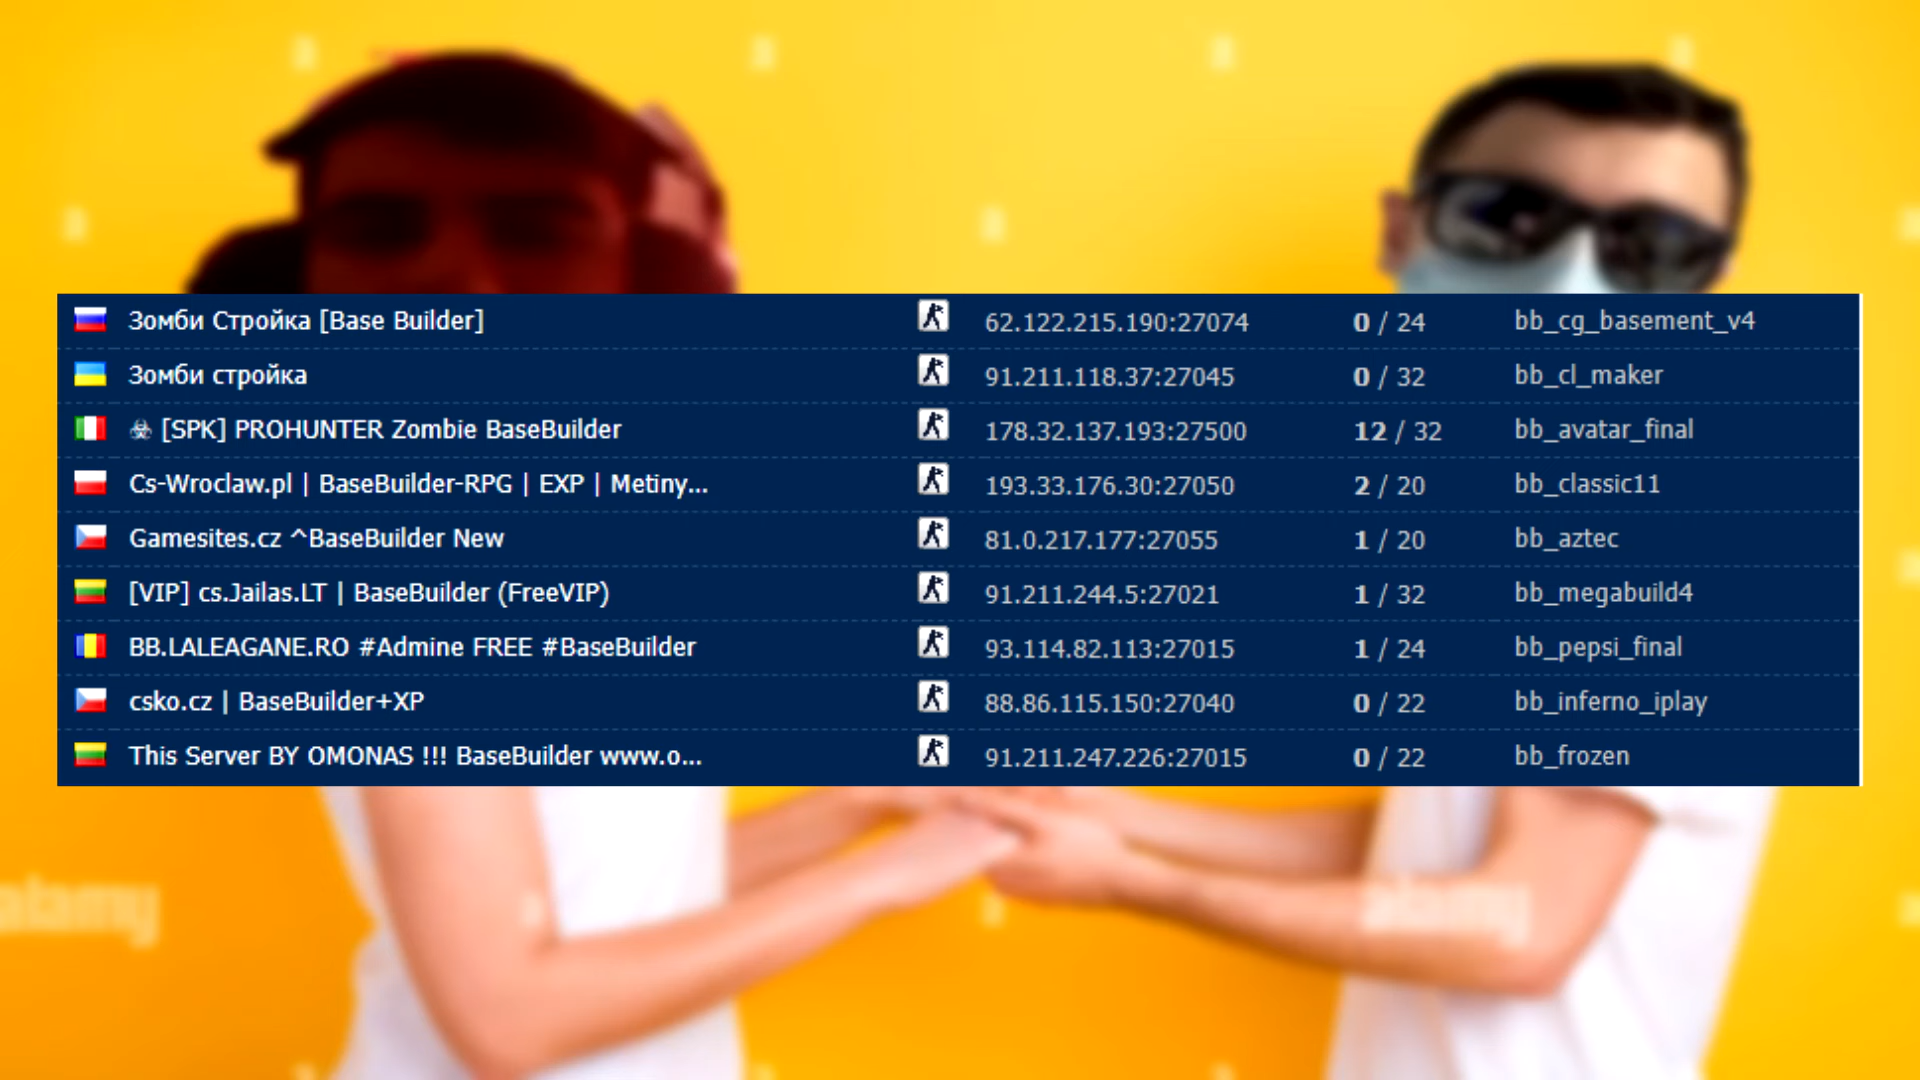 Зомби Стройка [Base Builder] 62.122.215.190:27074 0 / 24 bb_cg_basement_v4
Зомби стройка 91.211.118.37:27045 0 / 32 bb_cl_maker
☣ [SPK] PROHUNTER Zombie BaseBuilder 178.32.137.193:27500 12 / 32 bb_avatar_final
Cs-Wroclaw.pl | BaseBuilder-RPG | EXP | Metiny... 193.33.176.30:27050 2 / 20 bb_classic11
Gamesites.cz ^BaseBuilder New 81.0.217.177:27055 1 / 20 bb_aztec
[VIP] cs.Jailas.LT | BaseBuilder (FreeVIP) 91.211.244.5:27021 1 / 32 bb_megabuild4
BB.LALEAGANE.RO #Admine FREE #BaseBuilder 93.114.82.113:27015 1 / 24 bb_pepsi_final
csko.cz | BaseBuilder+XP 88.86.115.150:27040 0 / 22 bb_inferno_iplay
This Server BY OMONAS !!! BaseBuilder www.o... 91.211.247.226:27015 0 / 22 bb_frozen
alamy alamy